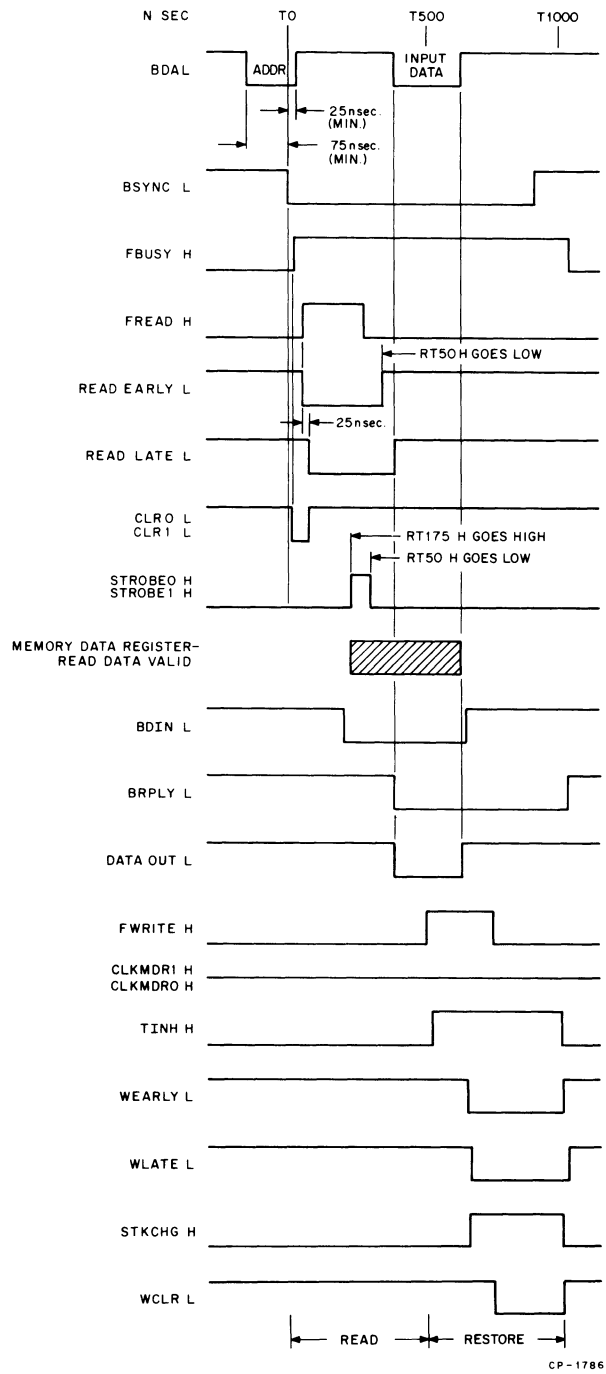 N SEC T0 T500 T1000
BDAL ADDR INPUT DATA
25nsec. (MIN.)
75nsec. (MIN.)
BSYNC L
FBUSY H
FREAD H
RT50H GOES LOW
READ EARLY L
25nsec.
READ LATE L
CLR0 L
CLR1 L
RT175 H GOES HIGH
RT50 H GOES LOW
STROBE0 H
STROBE1 H
MEMORY DATA REGISTER-
READ DATA VALID
BDIN L
BRPLY L
DATA OUT L
FWRITE H
CLKMDR1 H
CLKMDR0 H
TINH H
WEARLY L
WLATE L
STKCHG H
WCLR L
READ RESTORE
CP-1786